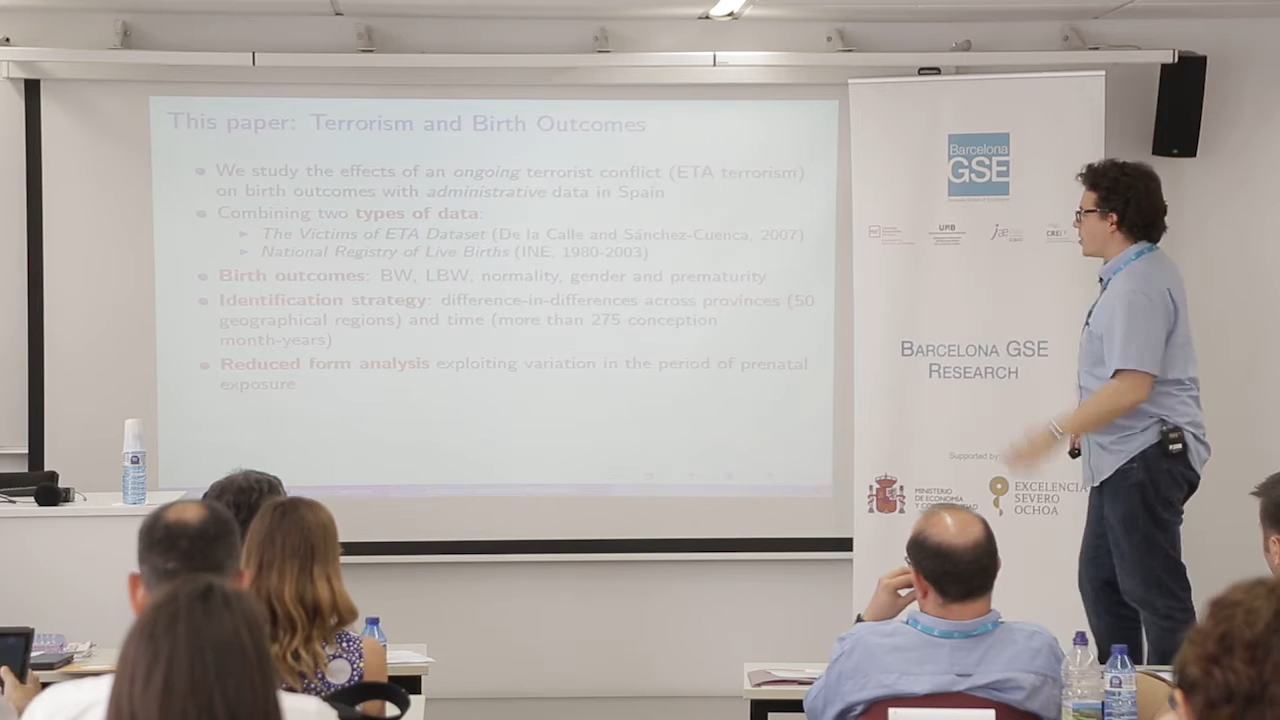 This paper: Terrorism and Birth Outcomes
We study the effects of an ongoing terrorist conflict (ETA terrorism)
on birth outcomes with administrative data in Spain
Combining two types of data:
The Victims of ETA Dataset (De la Calle and Sánchez-Cuenca, 2007)
National Registry of Live Births (INE, 1980-2003)
Birth outcomes: BW, LBW, normality, gender and prematurity
Identification strategy: difference-in-differences across provinces (50
geographical regions) and time (more than 275 conception
month-years)
Reduced form analysis exploiting variation in the period of prenatal
exposure
Barcelona
GSE
UAB
BARCELONA GSE
RESEARCH
Supported by:
MINISTERIO
DE ECONOMÍA
EXCELENCIA
SEVERO
OCHOA